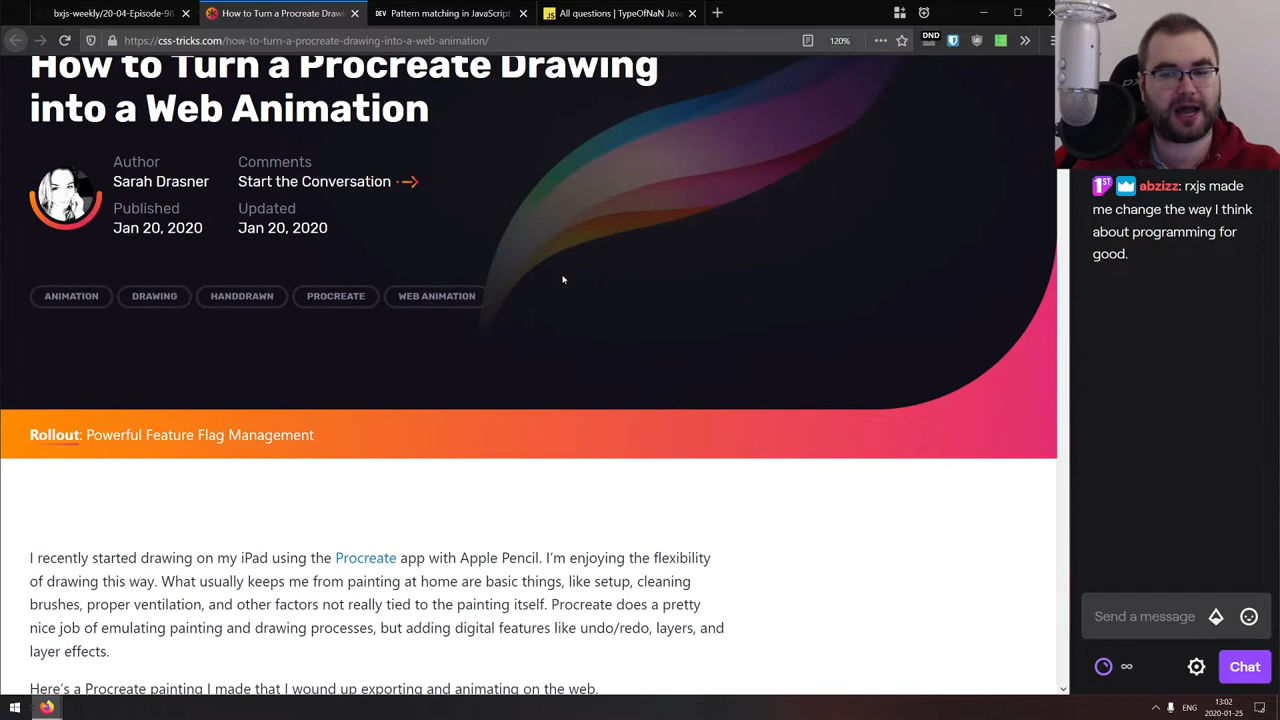 bxjs-weekly/20-04-Episode-98.
How to Turn a Procreate Drawin
Pattern matching in JavaScript
All questions | TypeOfNaN Jav
https://css-tricks.com/how-to-turn-a-procreate-drawing-into-a-web-animation/
120%
DND
How to Turn a Procreate Drawing
into a Web Animation
Author
Sarah Drasner
Comments
Start the Conversation
Published
Jan 20, 2020
Updated
Jan 20, 2020
ANIMATION
DRAWING
HANDDRAWN
PROCREATE
WEB ANIMATION
Rollout: Powerful Feature Flag Management
I recently started drawing on my iPad using the Procreate app with Apple Pencil. I'm enjoying the flexibility
of drawing this way. What usually keeps me from painting at home are basic things, like setup, cleaning
brushes, proper ventilation, and other factors not really tied to the painting itself. Procreate does a pretty
nice job of emulating painting and drawing processes, but adding digital features like undo/redo, layers, and
layer effects.
Here's a Procreate painting I made that I wound up exporting and animating on the web.
1ST abzizz: rxjs made
me change the way I think
about programming for
good.
Send a message
∞
Chat
ENG
13:02
2020-01-25